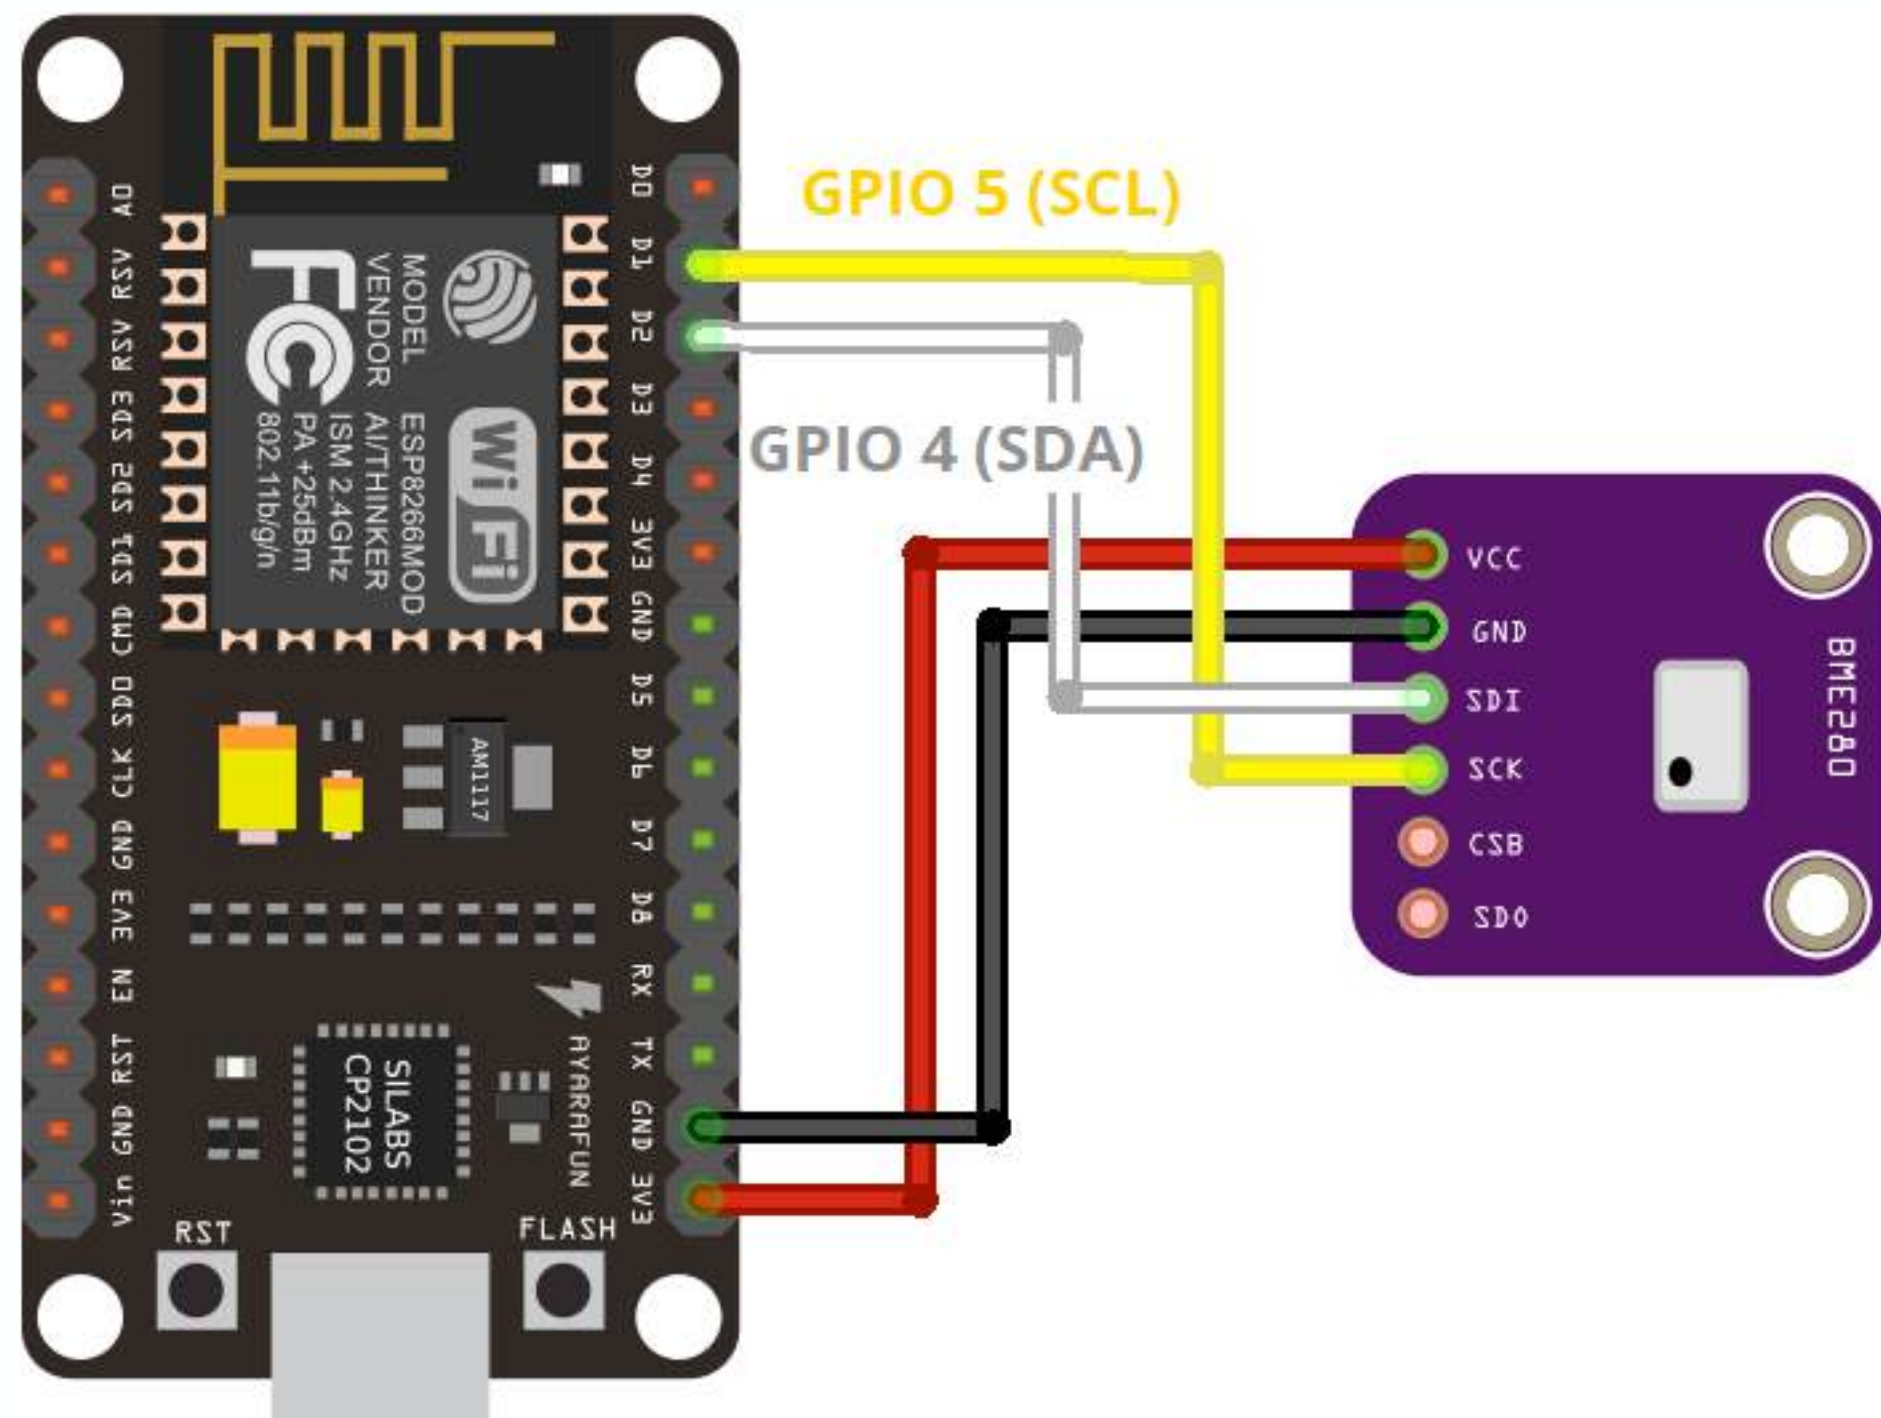 A0
RSV
RSV
SD3
SD2
SD1
CMD
SD0
CLK
GND
3V3
EN
RST
GND
Vin
FC
MODEL
VENDOR
ESP8266MOD
AI/THINKER
ISM 2.4GHz
PA +25dBm
802.11b/g/n
WiFi
AM1117
SILABS
CP2102
AYARAFUN
RST
FLASH
D0
D1
D2
D3
D4
3V3
GND
D5
D6
D7
D8
RX
TX
GND
3V3
GPIO 5 (SCL)
GPIO 4 (SDA)
VCC
GND
SDI
SCK
CSB
SDO
BME280